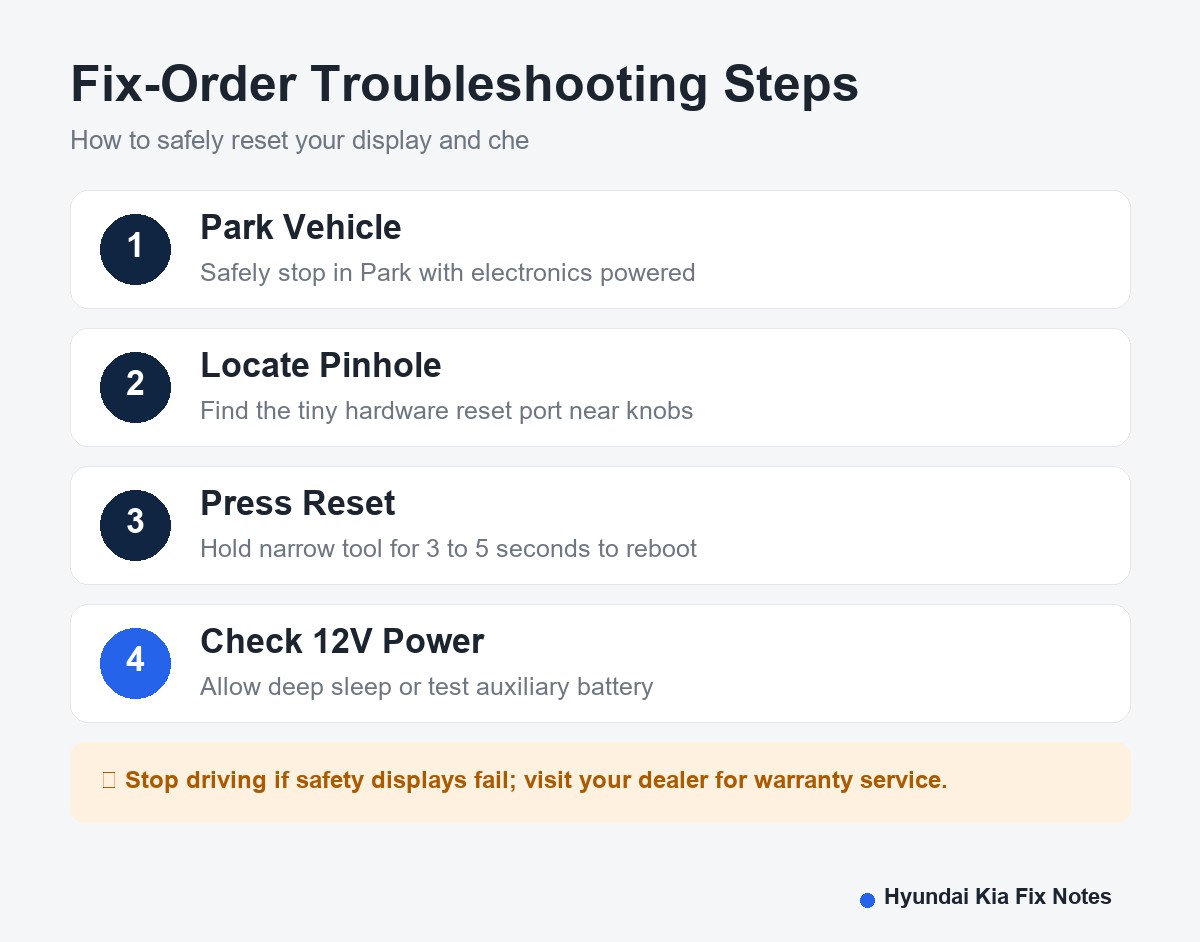 Fix-Order Troubleshooting Steps
How to safely reset your display and che
1
Park Vehicle
Safely stop in Park with electronics powered
2
Locate Pinhole
Find the tiny hardware reset port near knobs
3
Press Reset
Hold narrow tool for 3 to 5 seconds to reboot
4
Check 12V Power
Allow deep sleep or test auxiliary battery
Stop driving if safety displays fail; visit your dealer for warranty service.
Hyundai Kia Fix Notes